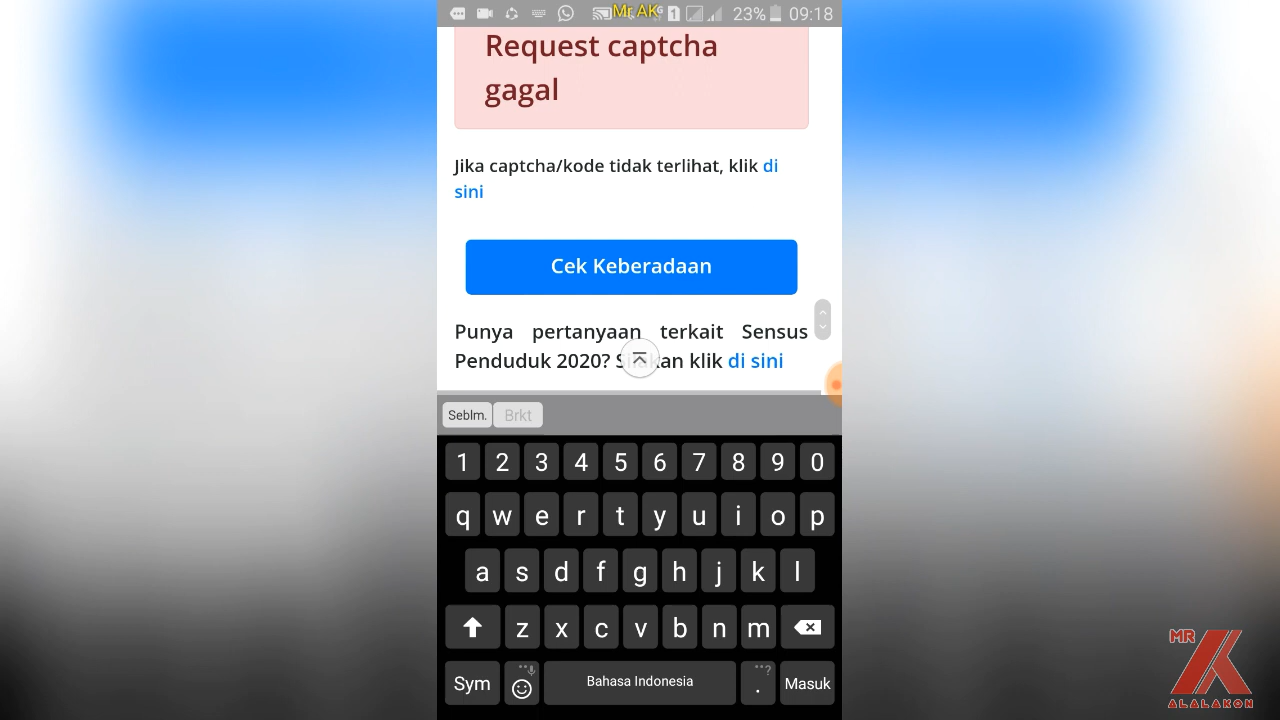 Mr.AK
1
23%
09:18
Request captcha
gagal
Jika captcha/kode tidak terlihat, klik di
sini
Cek Keberadaan
Punya pertanyaan terkait Sensus
Penduduk 2020? klik di sini
Seblm. Brkt
1 2 3 4 5 6 7 8 9 0
q w e r t y u i o p
a s d f g h j k l
z x c v b n m
Sym Bahasa Indonesia . ? Masuk
MR
ALALAKON